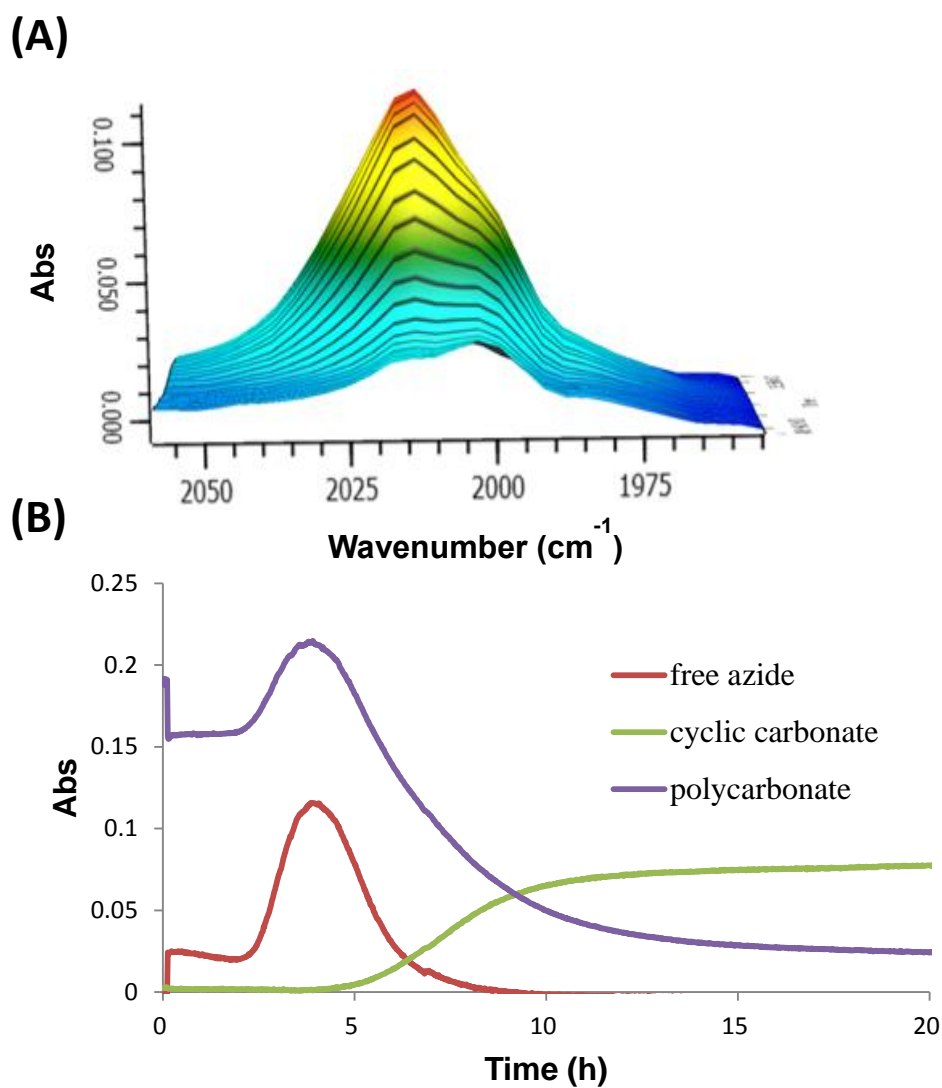 (A)
0.100
0.050
0.000
Abs
2050 2025 2000 1975
Wavenumber (cm-1)
(B)
0.25
0.2
0.15
0.1
0.05
0
Abs
free azide
cyclic carbonate
polycarbonate
0 5 10 15 20
Time (h)